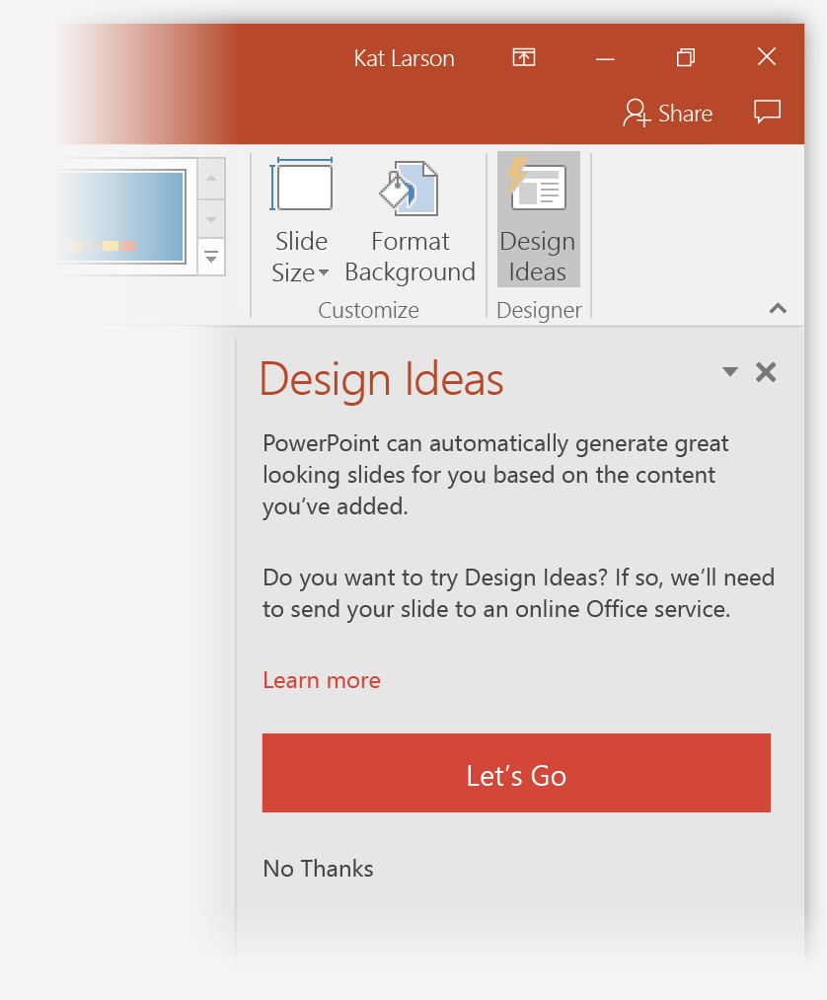 Kat Larson
Share
Slide
Size
Format
Background
Design
Ideas
Customize
Designer
Design Ideas
PowerPoint can automatically generate great
looking slides for you based on the content
you’ve added.
Do you want to try Design Ideas? If so, we’ll need
to send your slide to an online Office service.
Learn more
Let’s Go
No Thanks